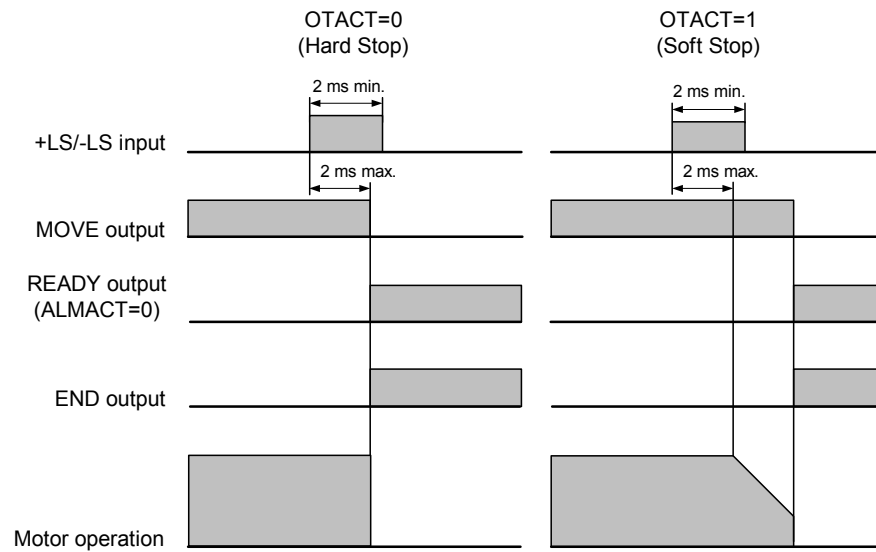 OTACT=0
(Hard Stop)
OTACT=1
(Soft Stop)
2 ms min.
2 ms min.
+LS/-LS input
2 ms max.
2 ms max.
MOVE output
READY output
(ALMACT=0)
END output
Motor operation